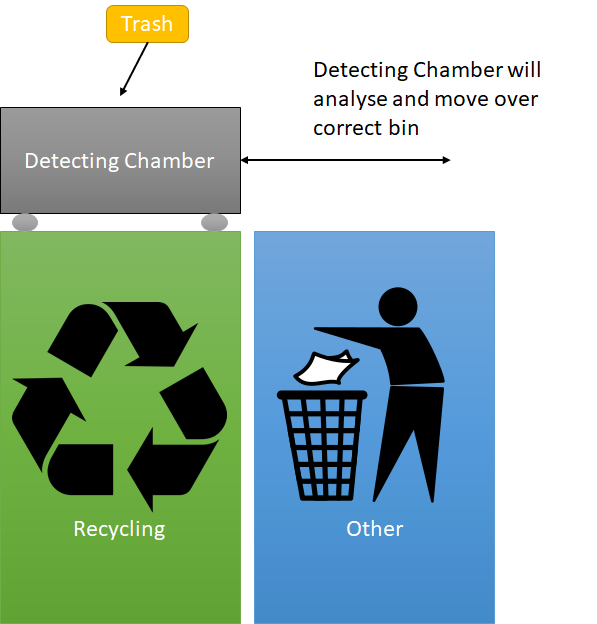 Trash
Detecting Chamber will
analyse and move over
correct bin
Detecting Chamber
Recycling
Other